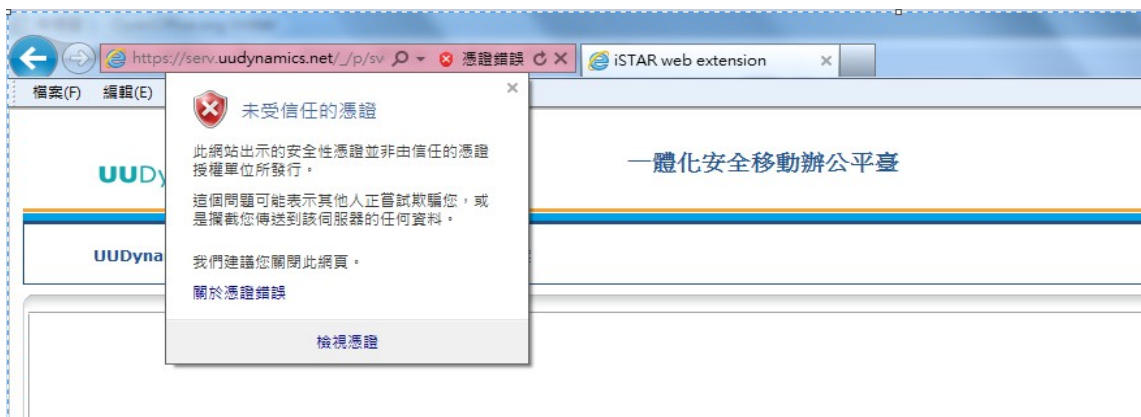 https://serv.uudynamics.net/_/p/sv
憑證錯誤
iSTAR web extension
檔案(F) 編輯(E)
未受信任的憑證
此網站出示的安全性憑證並非由信任的憑證
授權單位所發行。
這個問題可能表示其他人正嘗試欺騙您，或
是攔截您傳送到該伺服器的任何資料。
我們建議您關閉此網頁。
關於憑證錯誤
檢視憑證
UUDy
一體化安全移動辦公平臺
UUDyna